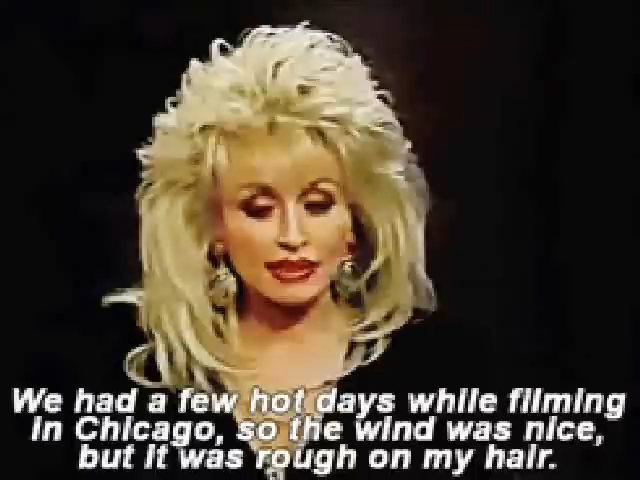 We had a few hot days while filming
in Chicago, so the wind was nice,
but it was rough on my hair.